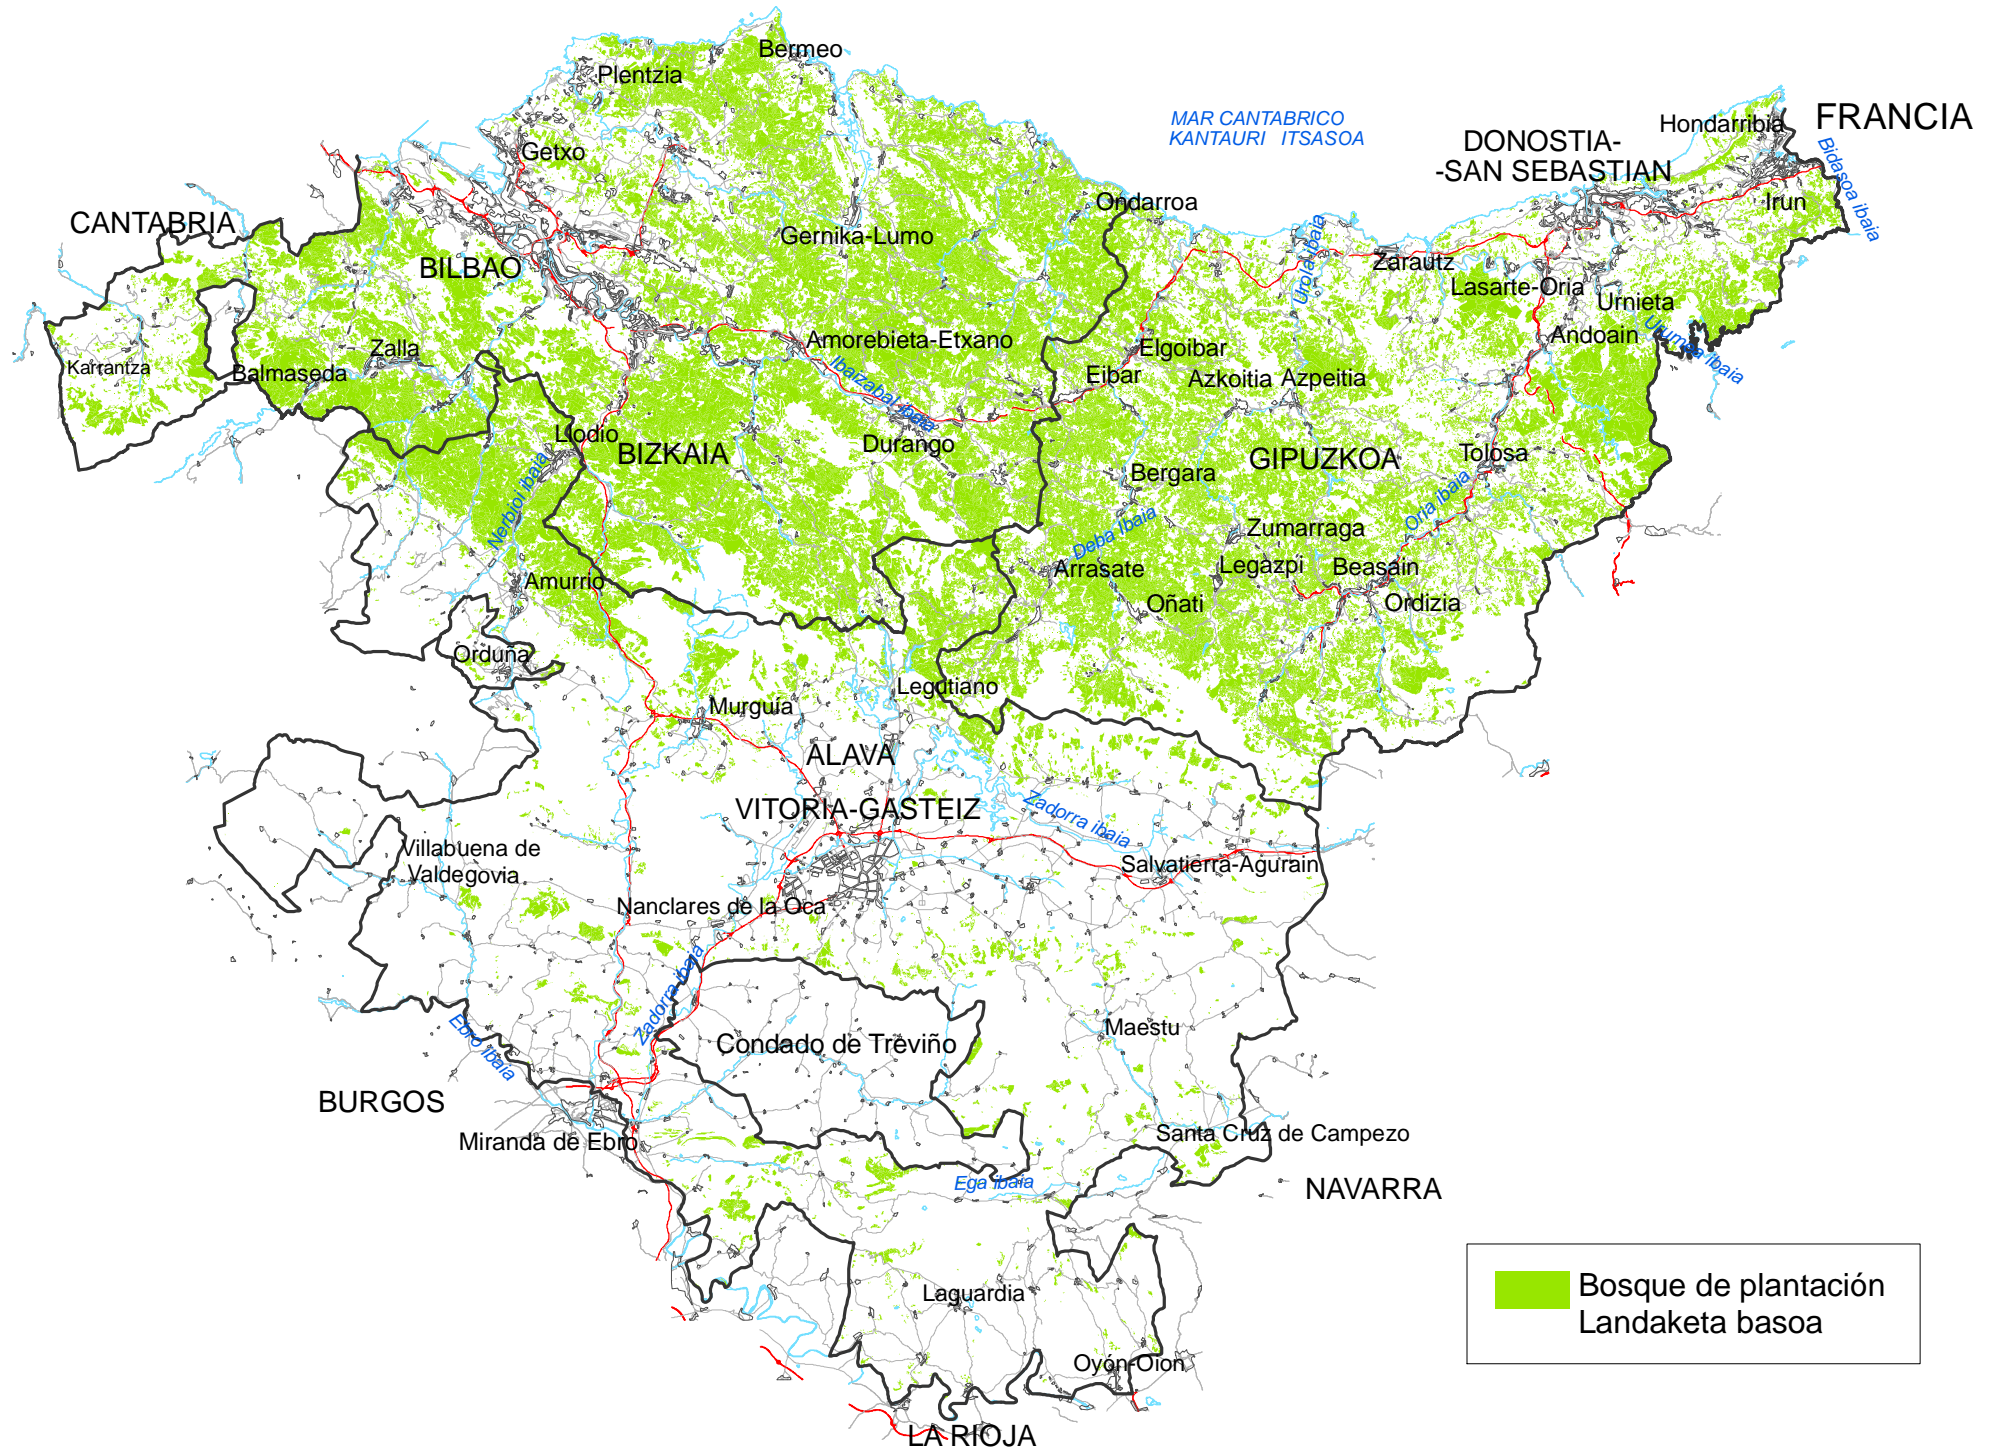 Bermeo
Plentzia
MAR CANTABRICO
KANTAURI ITSASOA
FRANCIA
Hondarribia
DONOSTIA-
-SAN SEBASTIAN
Bidasoa ibaia
Getxo
Irun
Ondarroa
CANTABRIA
Gernika-Lumo
Urola ibaia
BILBAO
Zarautz
Lasarte-Oria
Urnieta
Andoain
Urumea ibaia
Amorebieta-Etxano
Elgoibar
Zalla
Karrantza
Balmaseda
Ibaizabal ibaia
Eibar
Azkoitia
Azpeitia
Llodio
BIZKAIA
Durango
Bergara
GIPUZKOA
Tolosa
Nerbioi ibaia
Oria ibaia
Deba Ibaia
Zumarraga
Amurrio
Arrasate
Legazpi
Beasain
Oñati
Ordizia
Orduña
Legutiano
Murguía
ALAVA
VITORIA-GASTEIZ
Zadorra ibaia
Villabuena de
Valdegovia
Salvatierra-Agurain
Nanclares de la Oca
Zadorra ibaia
Ebro ibaia
Condado de Treviño
Maestu
BURGOS
Miranda de Ebro
Santa Cruz de Campezo
Ega ibaia
NAVARRA
Laguardia
Oyón-Oion
LA RIOJA
Bosque de plantación
Landaketa basoa